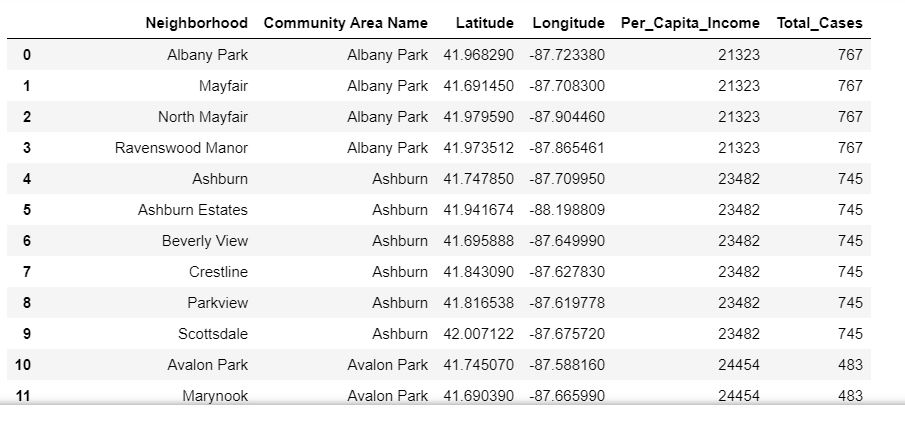 Neighborhood Community Area Name Latitude Longitude Per_Capita_Income Total_Cases
0 Albany Park Albany Park 41.968290 -87.723380 21323 767
1 Mayfair Albany Park 41.691450 -87.708300 21323 767
2 North Mayfair Albany Park 41.979590 -87.904460 21323 767
3 Ravenswood Manor Albany Park 41.973512 -87.865461 21323 767
4 Ashburn Ashburn 41.747850 -87.709950 23482 745
5 Ashburn Estates Ashburn 41.941674 -88.198809 23482 745
6 Beverly View Ashburn 41.695888 -87.649990 23482 745
7 Crestline Ashburn 41.843090 -87.627830 23482 745
8 Parkview Ashburn 41.816538 -87.619778 23482 745
9 Scottsdale Ashburn 42.007122 -87.675720 23482 745
10 Avalon Park Avalon Park 41.745070 -87.588160 24454 483
11 Marynook Avalon Park 41.690390 -87.665990 24454 483